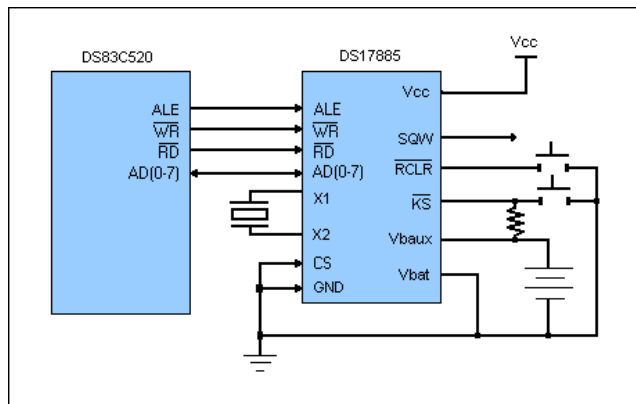 DS83C520
ALE
WR
RD
AD(0-7)
DS17885
ALE
WR
RD
AD(0-7)
X1
X2
CS
GND
Vcc
SQW
RCLR
KS
Vbaux
Vbat
Vcc